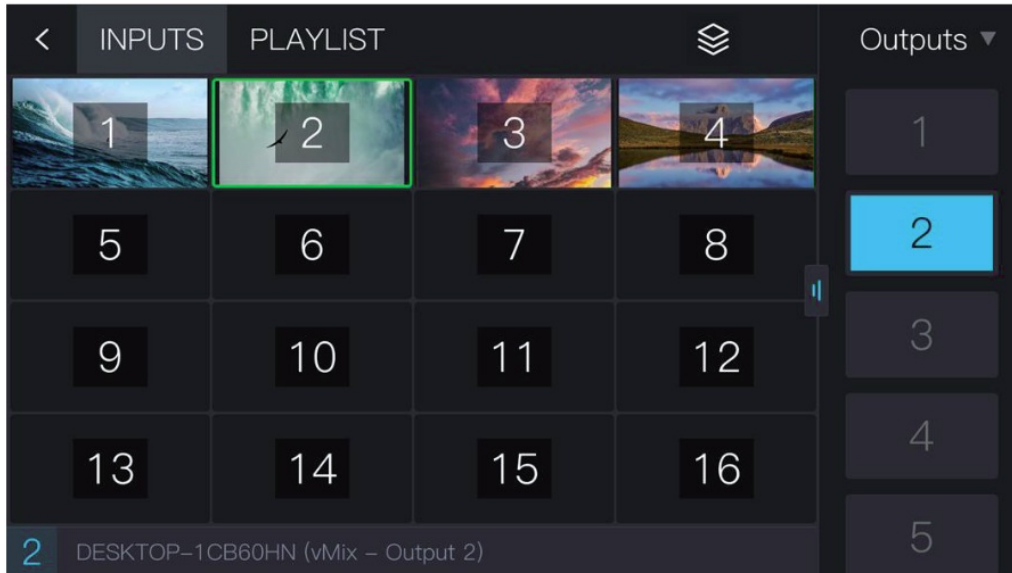 INPUTS PLAYLIST Outputs
1 2 3 4 1
5 6 7 8 2
9 10 11 12 3
13 14 15 16 4
2 DESKTOP-1CB60HN (vMix - Output 2) 5